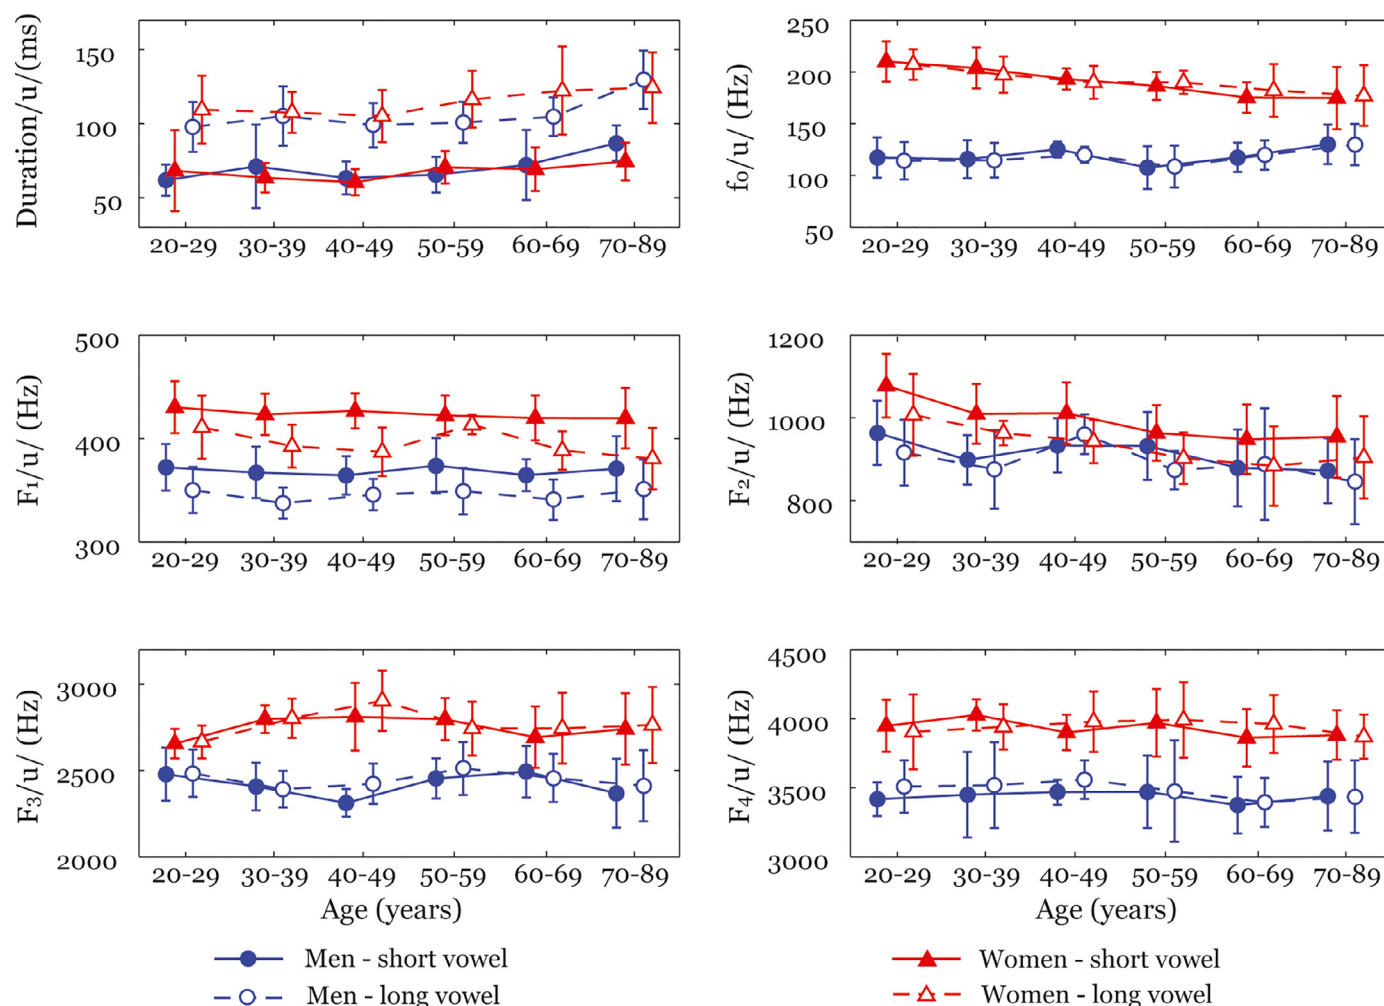 Duration/u/(ms)
150
100
50
20-29 30-39 40-49 50-59 60-69 70-89
f0/u/ (Hz)
250
200
150
100
50
20-29 30-39 40-49 50-59 60-69 70-89
F1/u/ (Hz)
500
400
300
20-29 30-39 40-49 50-59 60-69 70-89
F2/u/ (Hz)
1200
1000
800
20-29 30-39 40-49 50-59 60-69 70-89
F3/u/ (Hz)
3000
2500
2000
20-29 30-39 40-49 50-59 60-69 70-89
Age (years)
F4/u/ (Hz)
4500
4000
3500
3000
20-29 30-39 40-49 50-59 60-69 70-89
Age (years)
Men - short vowel
Men - long vowel
Women - short vowel
Women - long vowel